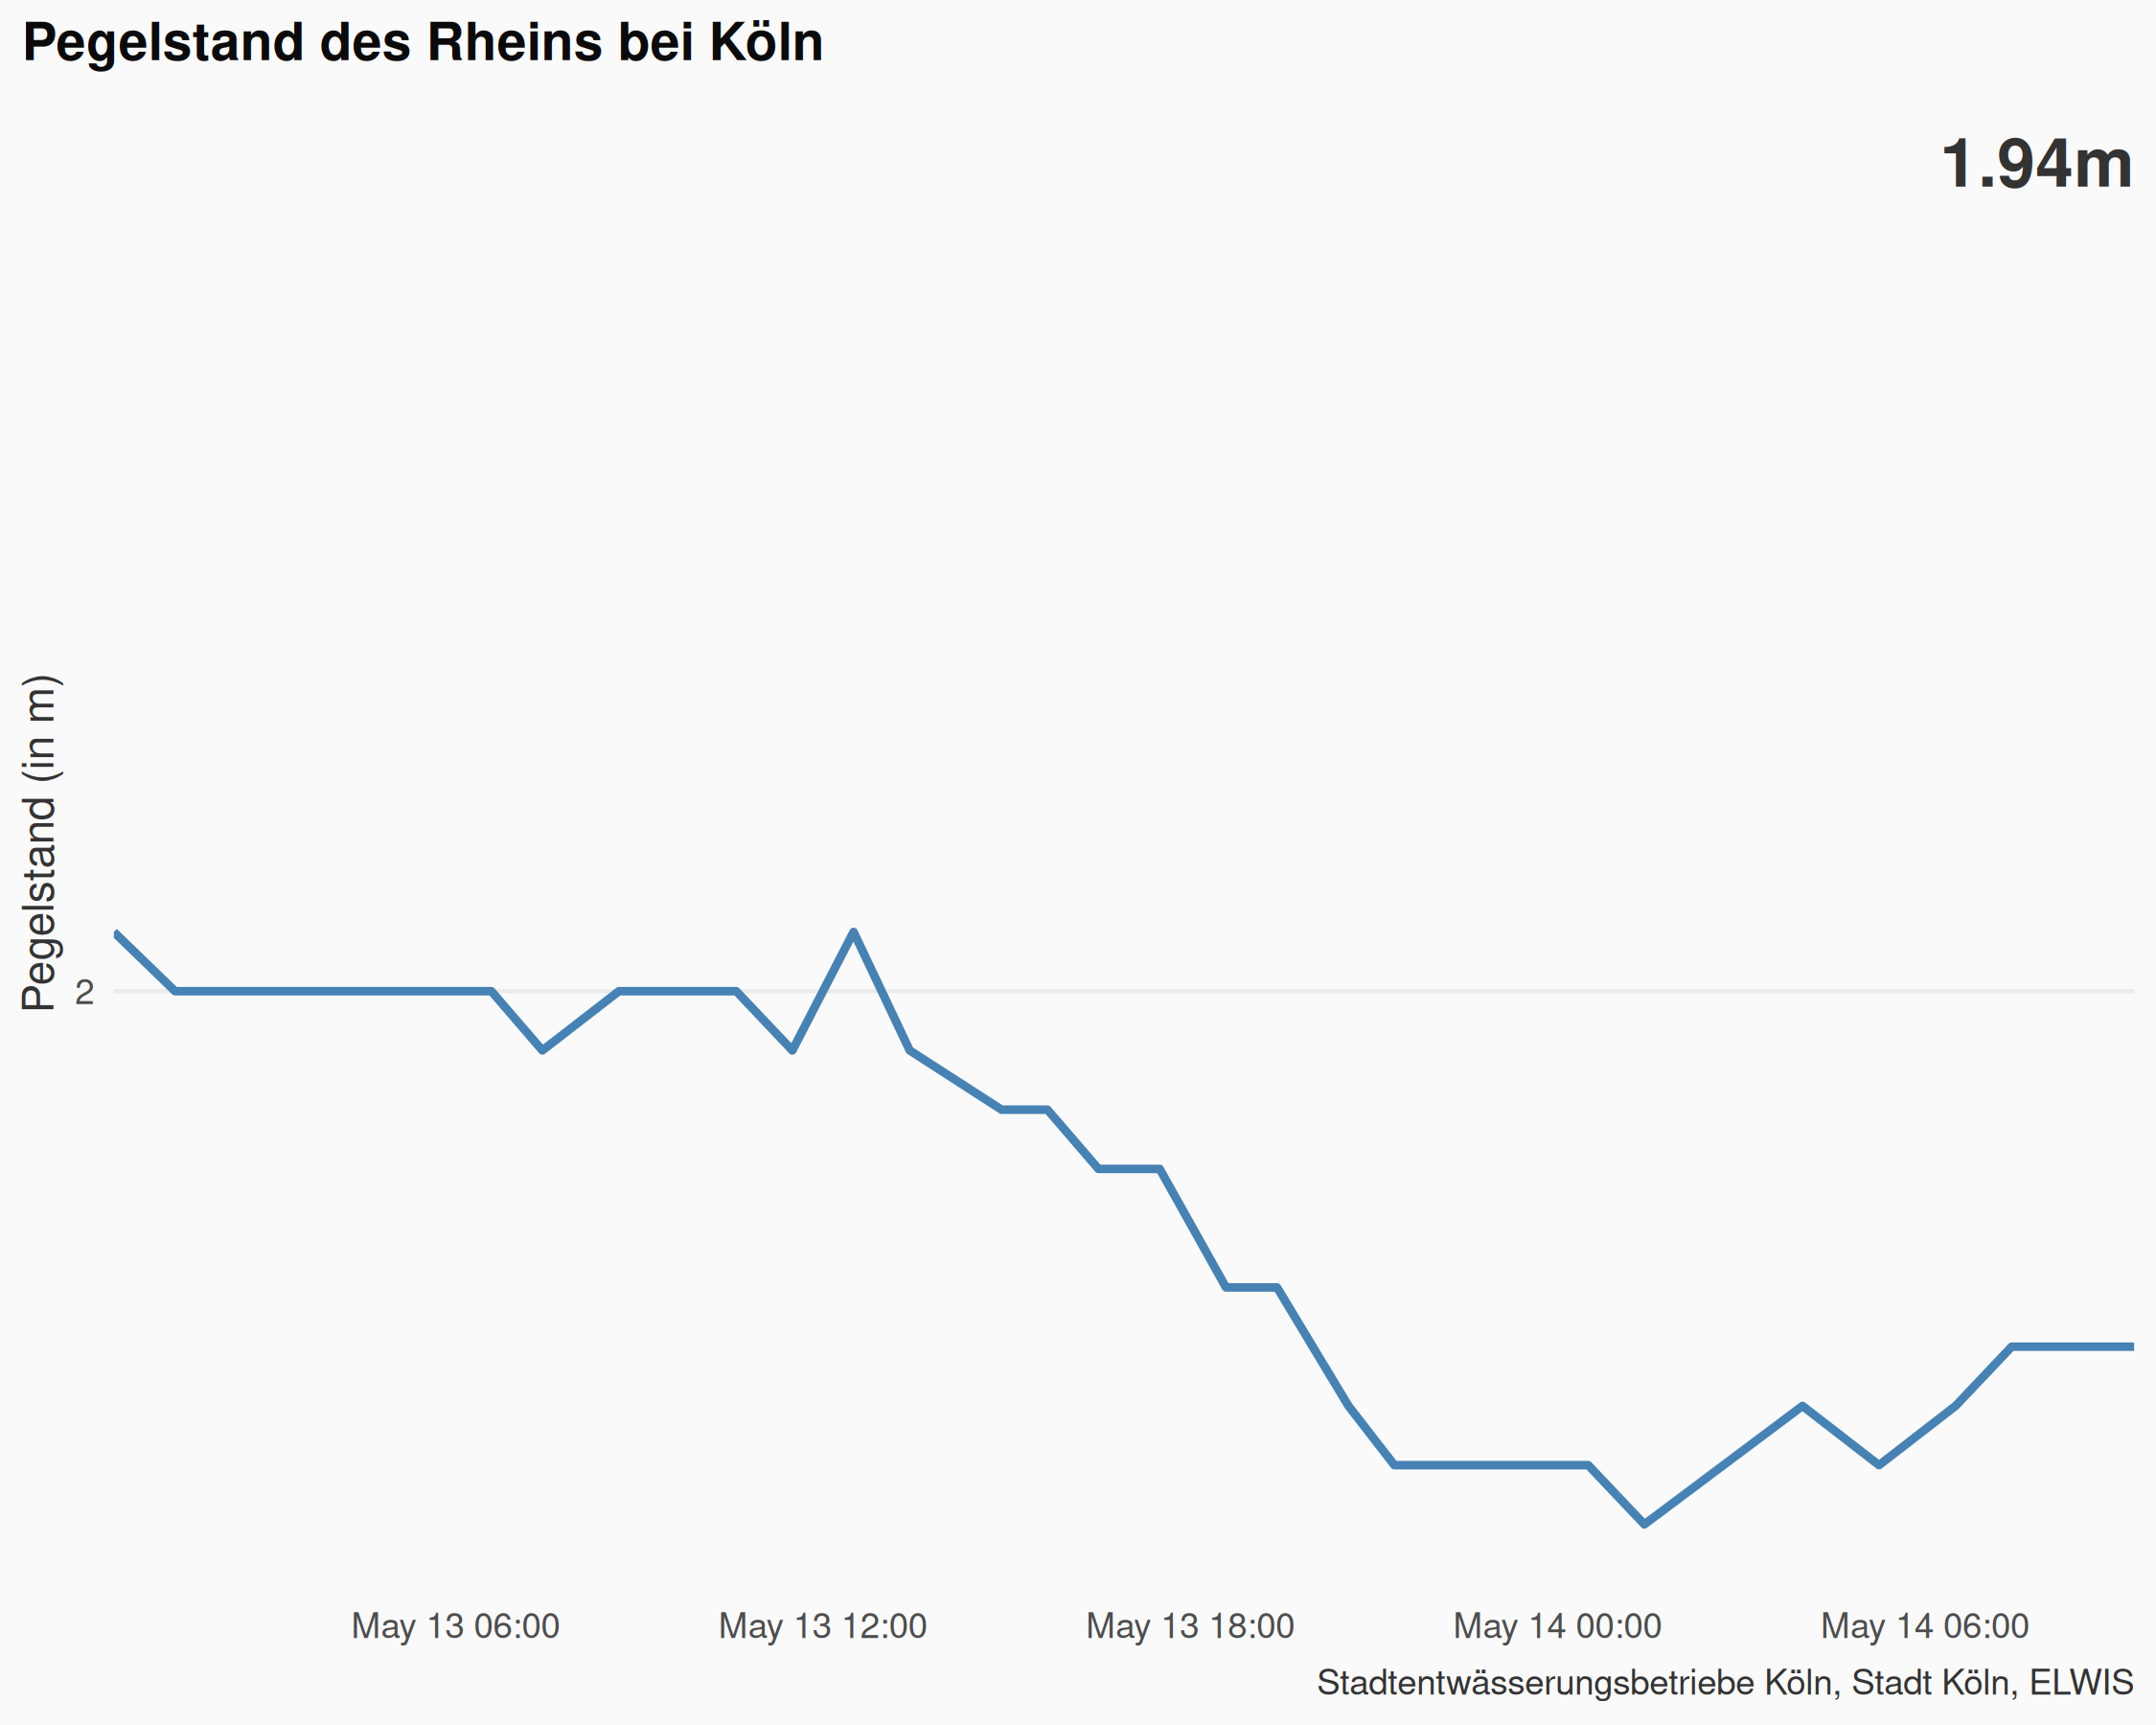 Pegelstand des Rheins bei Köln
1.94m
Pegelstand (in m)
2
May 13 06:00 May 13 12:00 May 13 18:00 May 14 00:00 May 14 06:00
Stadtentwässerungsbetriebe Köln, Stadt Köln, ELWIS